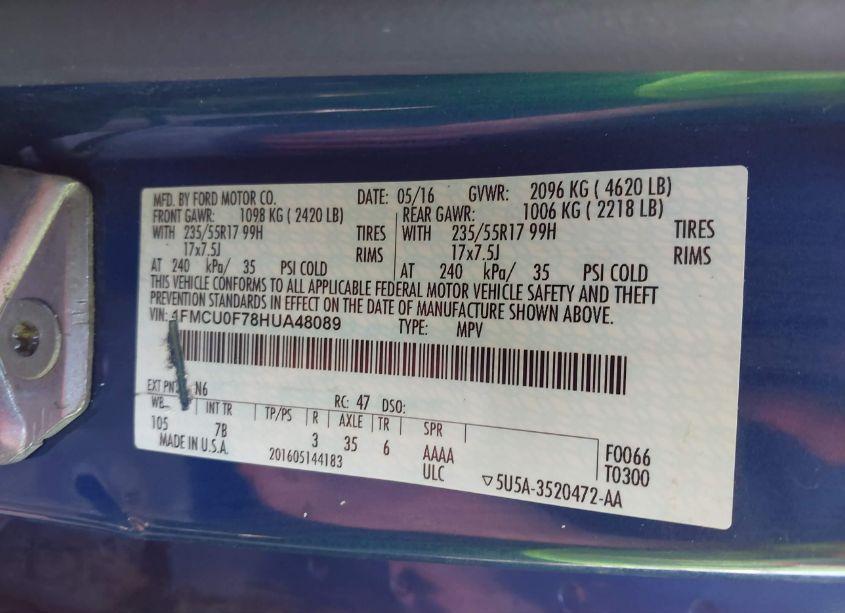 MFD. BY FORD MOTOR CO. DATE: 05/16 GVWR: 2096 KG ( 4620 LB)
FRONT GAWR: 1098 KG ( 2420 LB) REAR GAWR: 1006 KG ( 2218 LB)
WITH 235/55R17 99H TIRES WITH 235/55R17 99H TIRES
17x7.5J RIMS 17x7.5J RIMS
AT 240 kPa/ 35 PSI COLD AT 240 kPa/ 35 PSI COLD
THIS VEHICLE CONFORMS TO ALL APPLICABLE FEDERAL MOTOR VEHICLE SAFETY AND THEFT
PREVENTION STANDARDS IN EFFECT ON THE DATE OF MANUFACTURE SHOWN ABOVE.
VIN: 1FMCU0F78HUA48089 TYPE: MPV
EXT PNT: N6 RC: 47 DSO:
WB INT TR TP/PS R AXLE TR SPR
105 7B 3 35 6 AAAA F0066
MADE IN U.S.A. 201605144183 ULC T0300
▽5U5A-3520472-AA